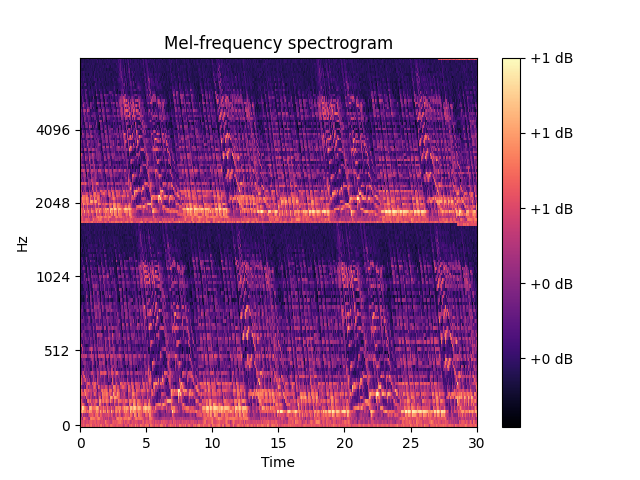 Mel-frequency spectrogram
Hz
4096
2048
1024
512
0
0 5 10 15 20 25 30
Time
+1 dB
+1 dB
+1 dB
+0 dB
+0 dB